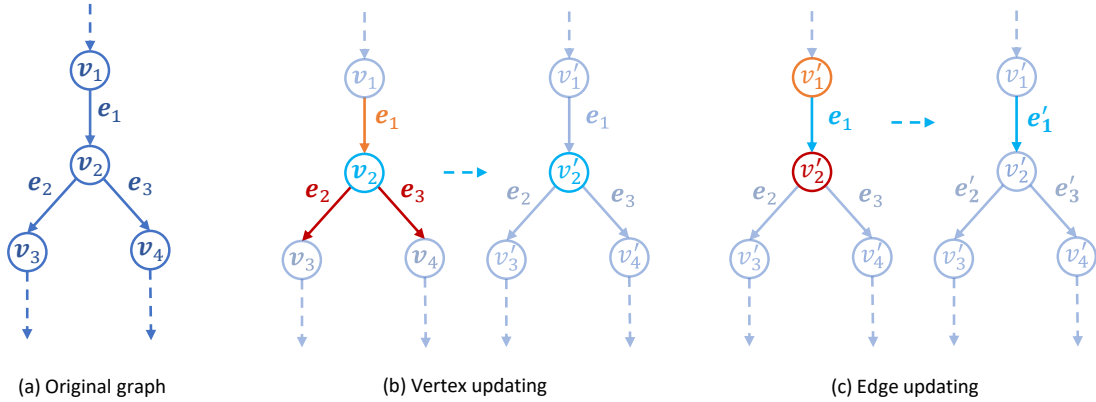 v₁
e₁
v₂
e₂ e₃
v₃ v₄
(a) Original graph
v₁ v₁′
e₁ e₁
v₂ v₂′
e₂ e₃ e₂ e₃
v₃ v₄ v₃′ v₄′
(b) Vertex updating
v₁′ v₁′
e₁ e₁′
v₂′ v₂′
e₂ e₃ e₂′ e₃′
v₃′ v₄′ v₃′ v₄′
(c) Edge updating